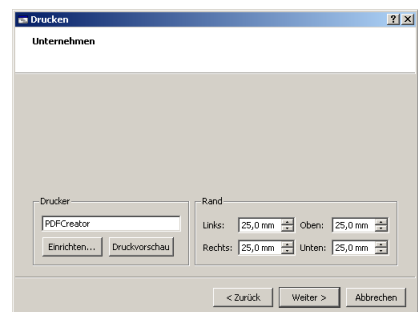 Drucken
Unternehmen
Drucker
PDFCreator
Einrichten... Druckvorschau
Rand
Links: 25,0 mm Oben: 25,0 mm
Rechts: 25,0 mm Unten: 25,0 mm
< Zurück Weiter > Abbrechen